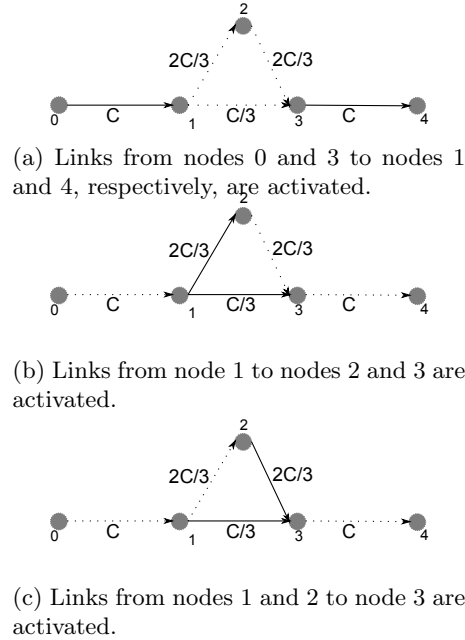 2
2C/3 2C/3
0 C 1 C/3 3 C 4
(a) Links from nodes 0 and 3 to nodes 1
and 4, respectively, are activated.
2
2C/3 2C/3
0 C 1 C/3 3 C 4
(b) Links from node 1 to nodes 2 and 3 are
activated.
2
2C/3 2C/3
0 C 1 C/3 3 C 4
(c) Links from nodes 1 and 2 to node 3 are
activated.